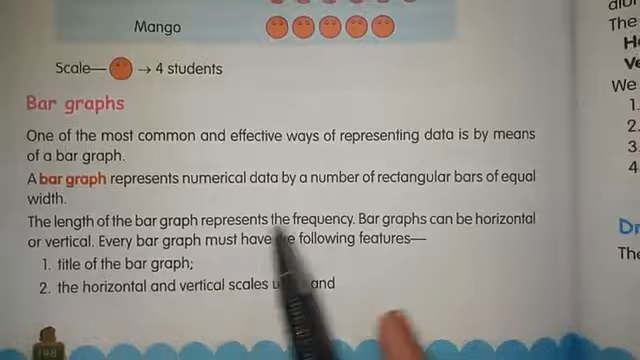 Mango
Scale— → 4 students
Bar graphs
One of the most common and effective ways of representing data is by means
of a bar graph.
A bar graph represents numerical data by a number of rectangular bars of equal
width.
The length of the bar graph represents the frequency. Bar graphs can be horizontal
or vertical. Every bar graph must have the following features—
1. title of the bar graph;
2. the horizontal and vertical scales and
The
We
1.
2.
3.
4
The